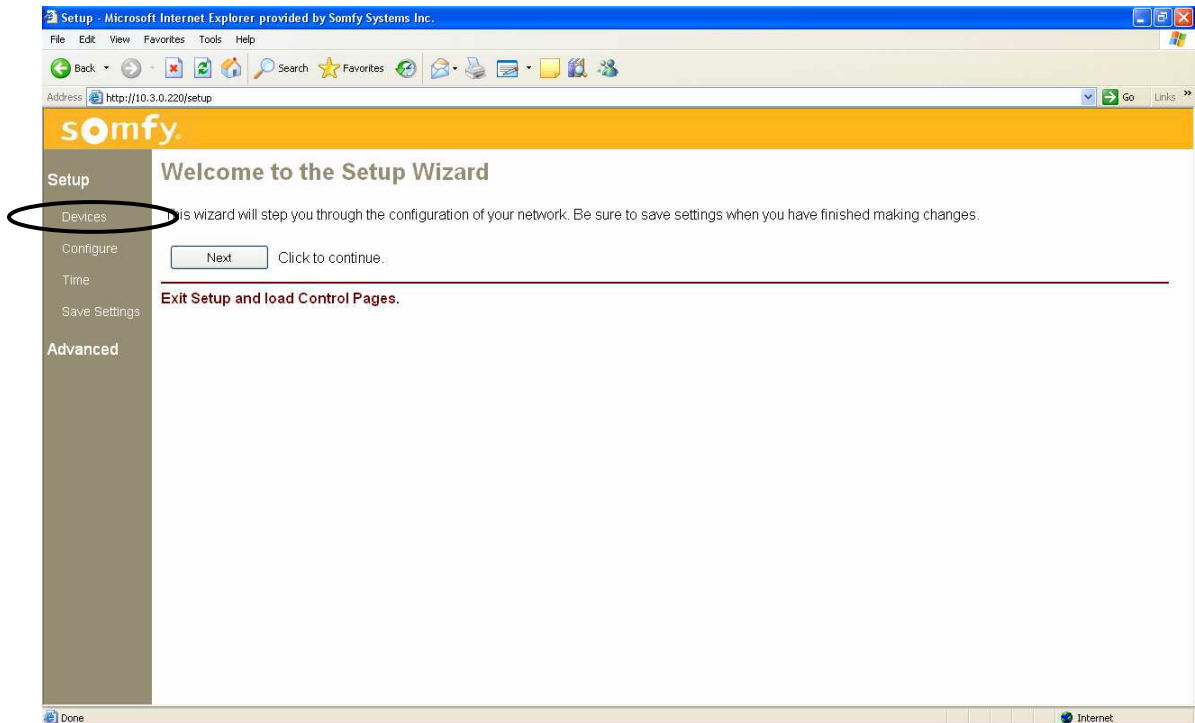 Setup - Microsoft Internet Explorer provided by Somfy Systems Inc.
File Edit View Favorites Tools Help
Back Search Favorites
Address http://10.3.0.220/setup Go Links »
somfy.
Setup
Devices
Configure
Time
Save Settings
Advanced
Welcome to the Setup Wizard
This wizard will step you through the configuration of your network. Be sure to save settings when you have finished making changes.
Next Click to continue.
Exit Setup and load Control Pages.
Done Internet